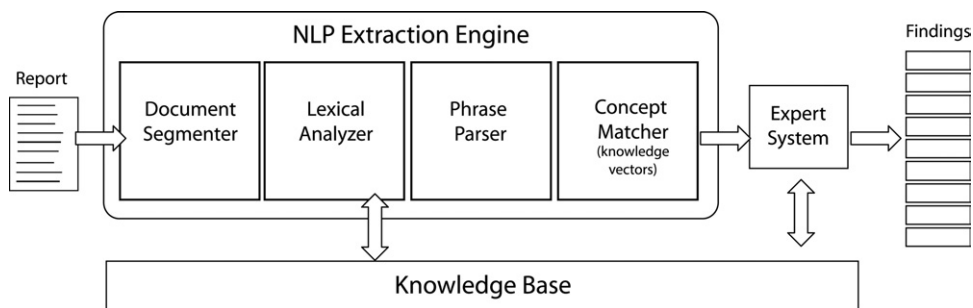 NLP Extraction Engine
Findings
Report
Document
Segmenter
Lexical
Analyzer
Phrase
Parser
Concept
Matcher
(knowledge
vectors)
Expert
System
Knowledge Base